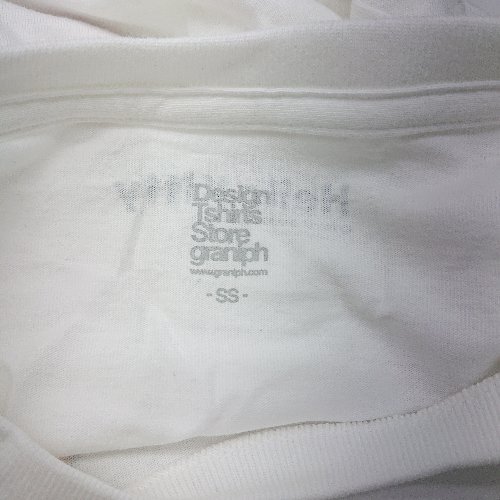 Design
Tshirts
Store
graniph
www.graniph.com
- SS -